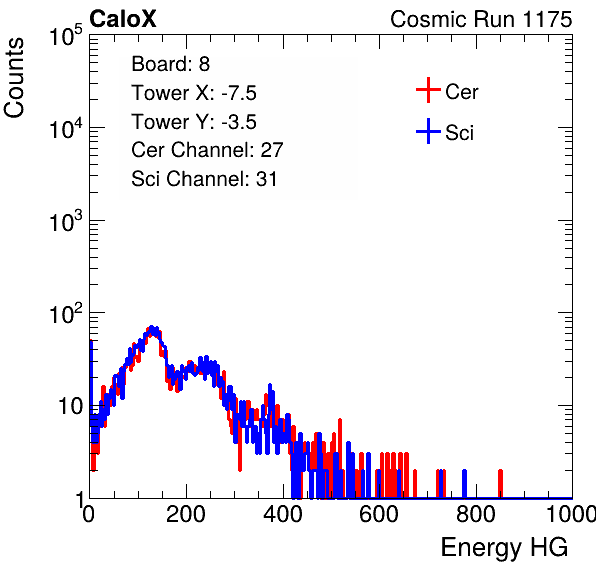 CaloX Cosmic Run 1175
Counts
10^5
10^4
10^3
10^2
10
1
Board: 8
Tower X: -7.5
Tower Y: -3.5
Cer Channel: 27
Sci Channel: 31
Cer
Sci
0 200 400 600 800 1000
Energy HG